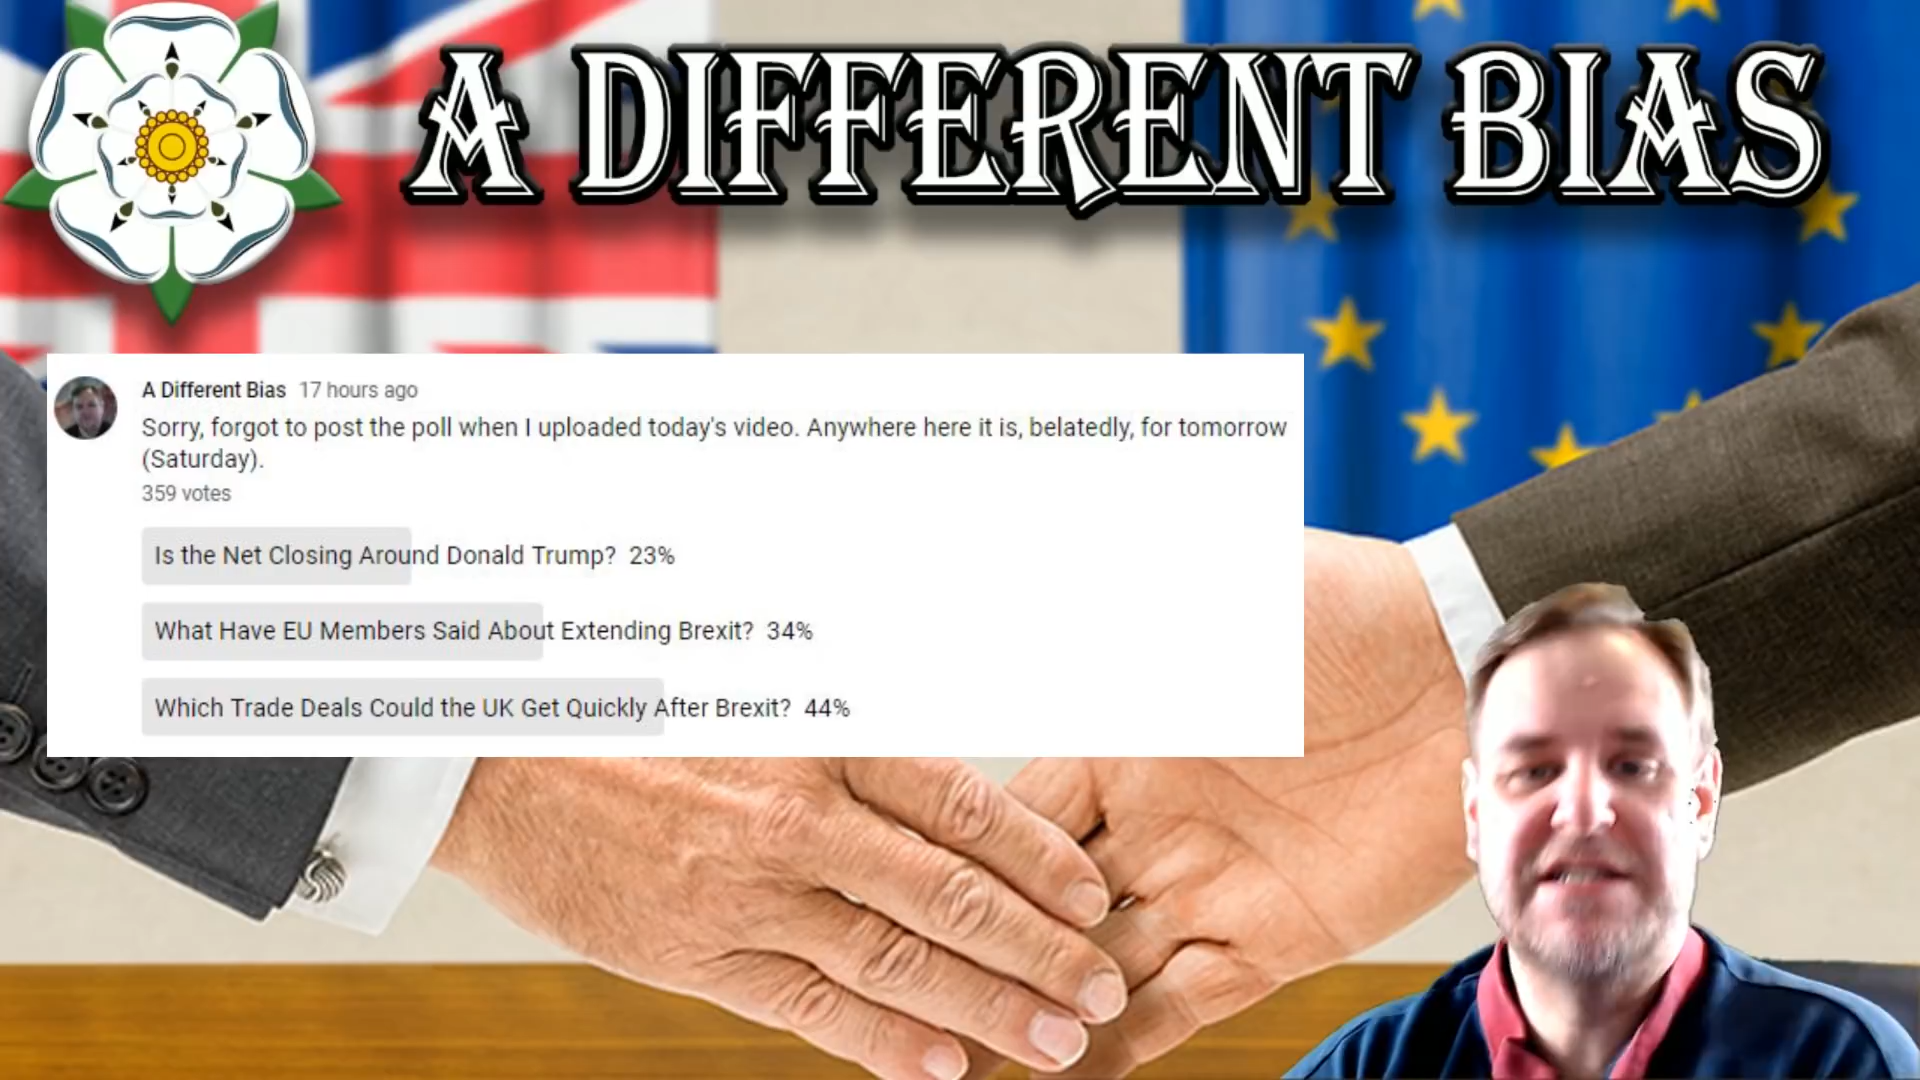 A DIFFERENT BIAS
A Different Bias 17 hours ago
Sorry, forgot to post the poll when I uploaded today's video. Anywhere here it is, belatedly, for tomorrow
(Saturday).
359 votes
Is the Net Closing Around Donald Trump? 23%
What Have EU Members Said About Extending Brexit? 34%
Which Trade Deals Could the UK Get Quickly After Brexit? 44%